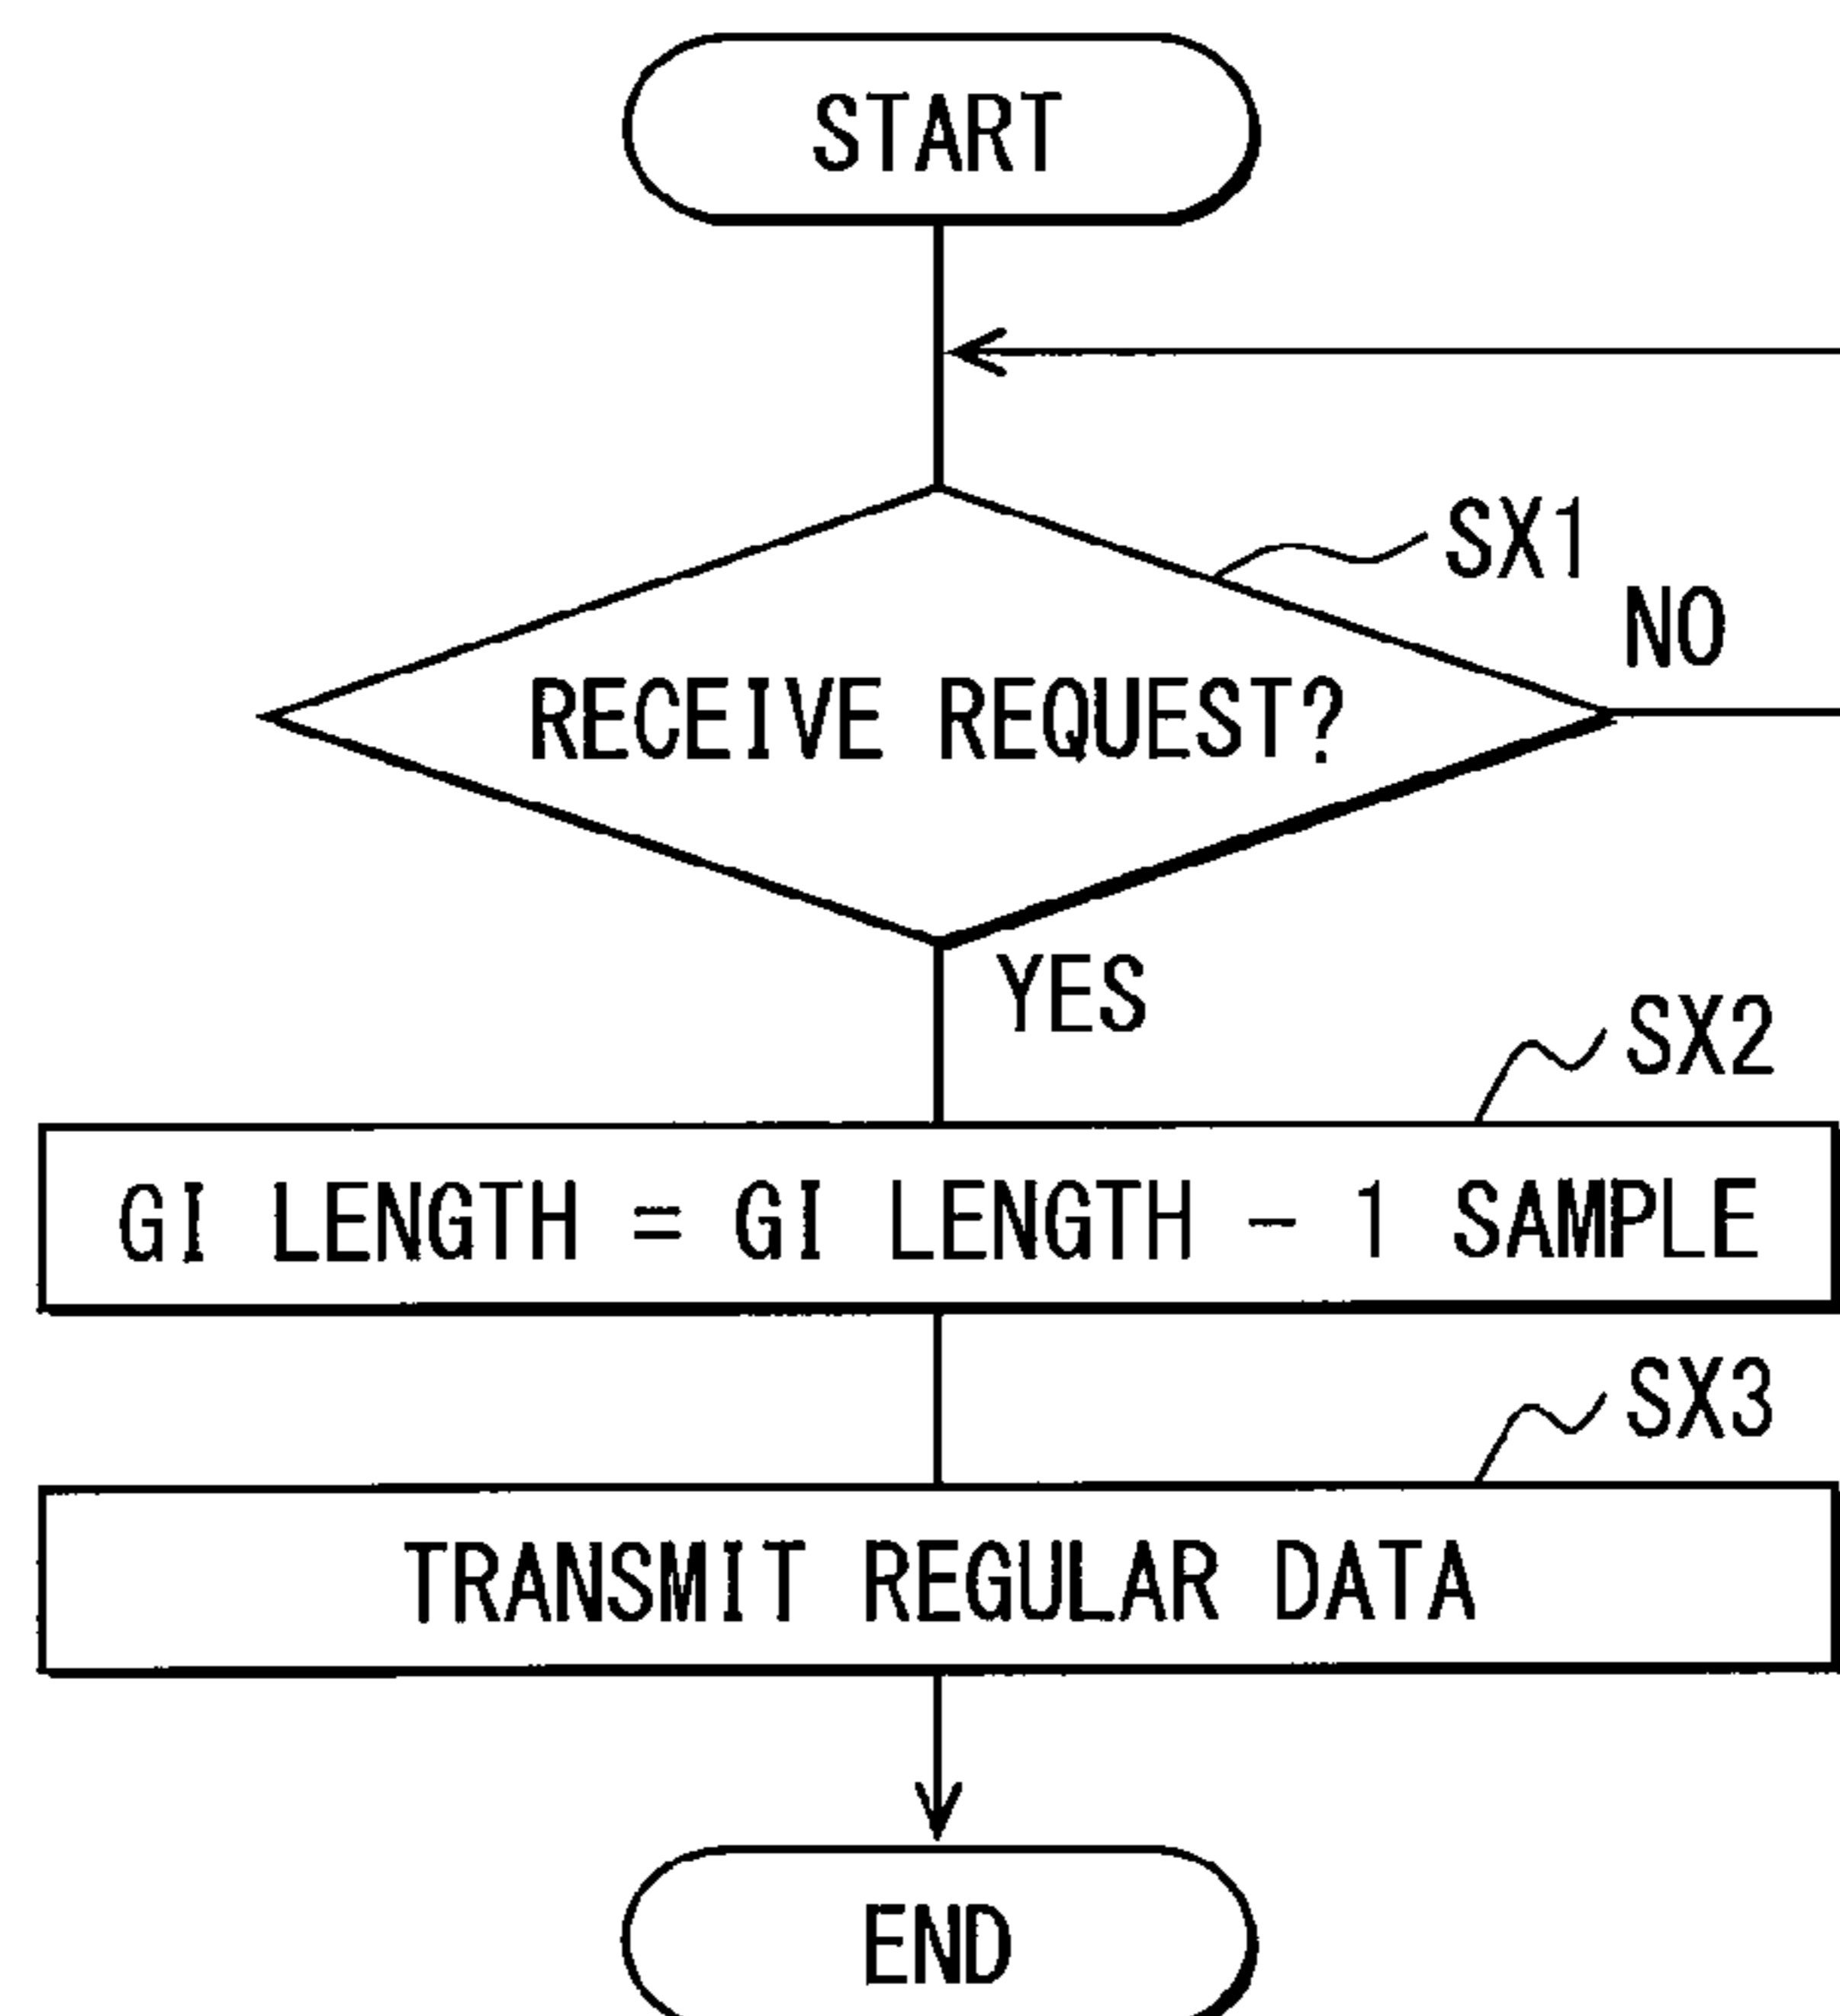 START
SX1
NO
RECEIVE REQUEST?
YES
SX2
GI LENGTH = GI LENGTH - 1 SAMPLE
SX3
TRANSMIT REGULAR DATA
END